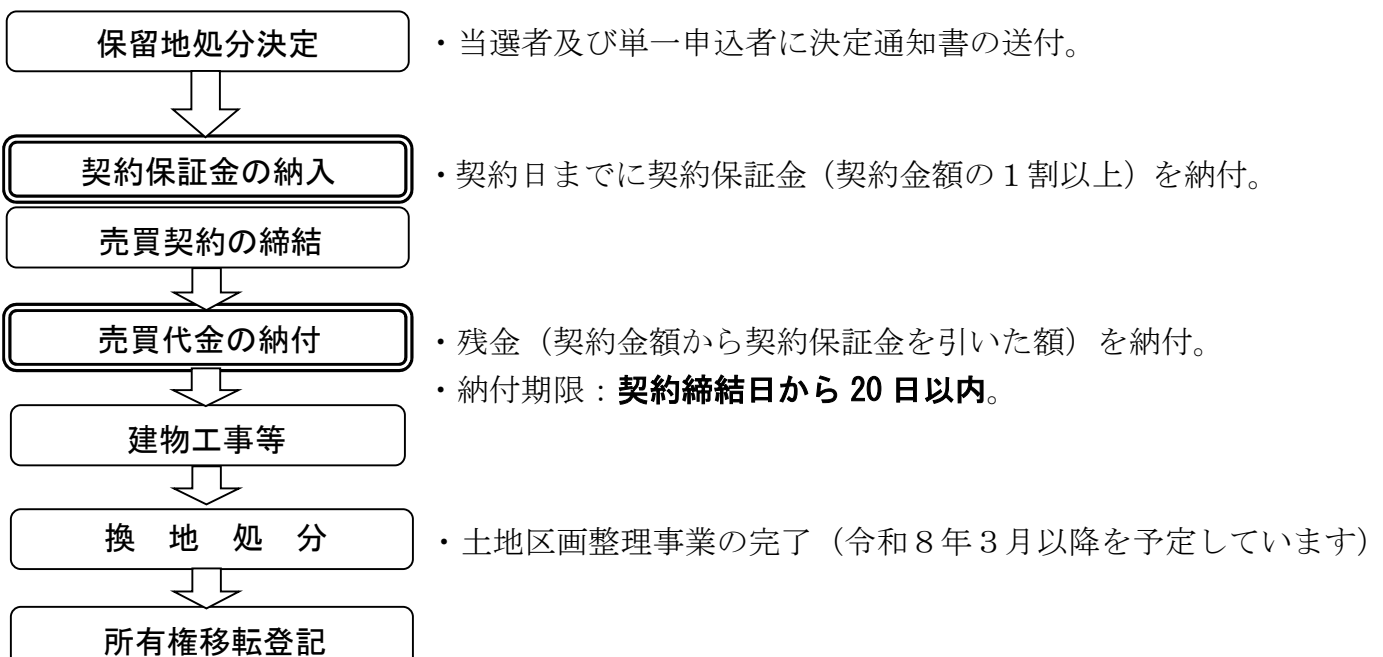 保留地処分決定
・当選者及び単一申込者に決定通知書の送付。
契約保証金の納入
・契約日までに契約保証金（契約金額の１割以上）を納付。
売買契約の締結
売買代金の納付
・残金（契約金額から契約保証金を引いた額）を納付。
・納付期限：契約締結日から 20 日以内。
建物工事等
換　地　処　分
・土地区画整理事業の完了（令和８年３月以降を予定しています）
所有権移転登記